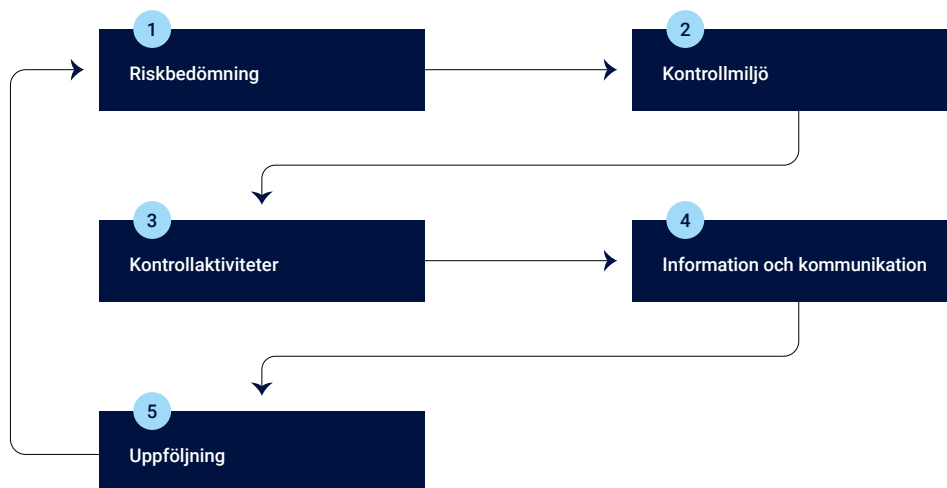 1
Riskbedömning
2
Kontrollmiljö
3
Kontrollaktiviteter
4
Information och kommunikation
5
Uppföljning